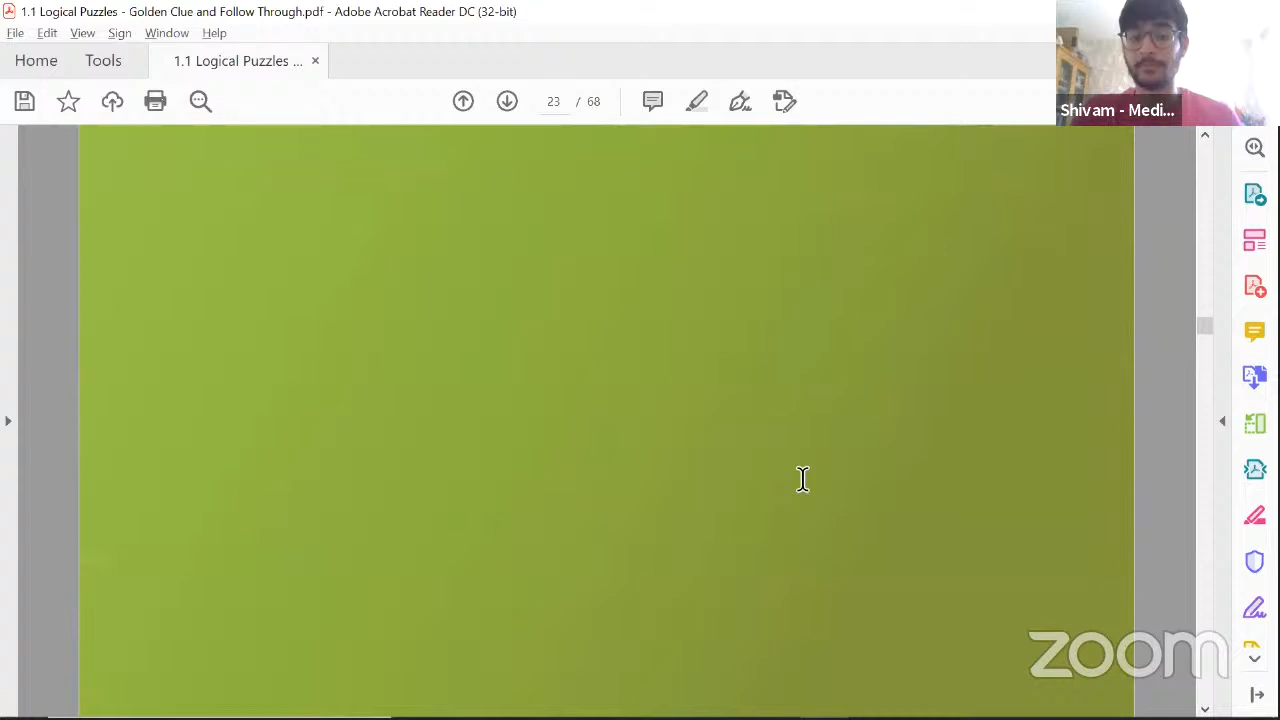 1.1 Logical Puzzles - Golden Clue and Follow Through.pdf - Adobe Acrobat Reader DC (32-bit)
File Edit View Sign Window Help
Home Tools 1.1 Logical Puzzles ... ×
23 / 68
Shivam - Medi...
zoom